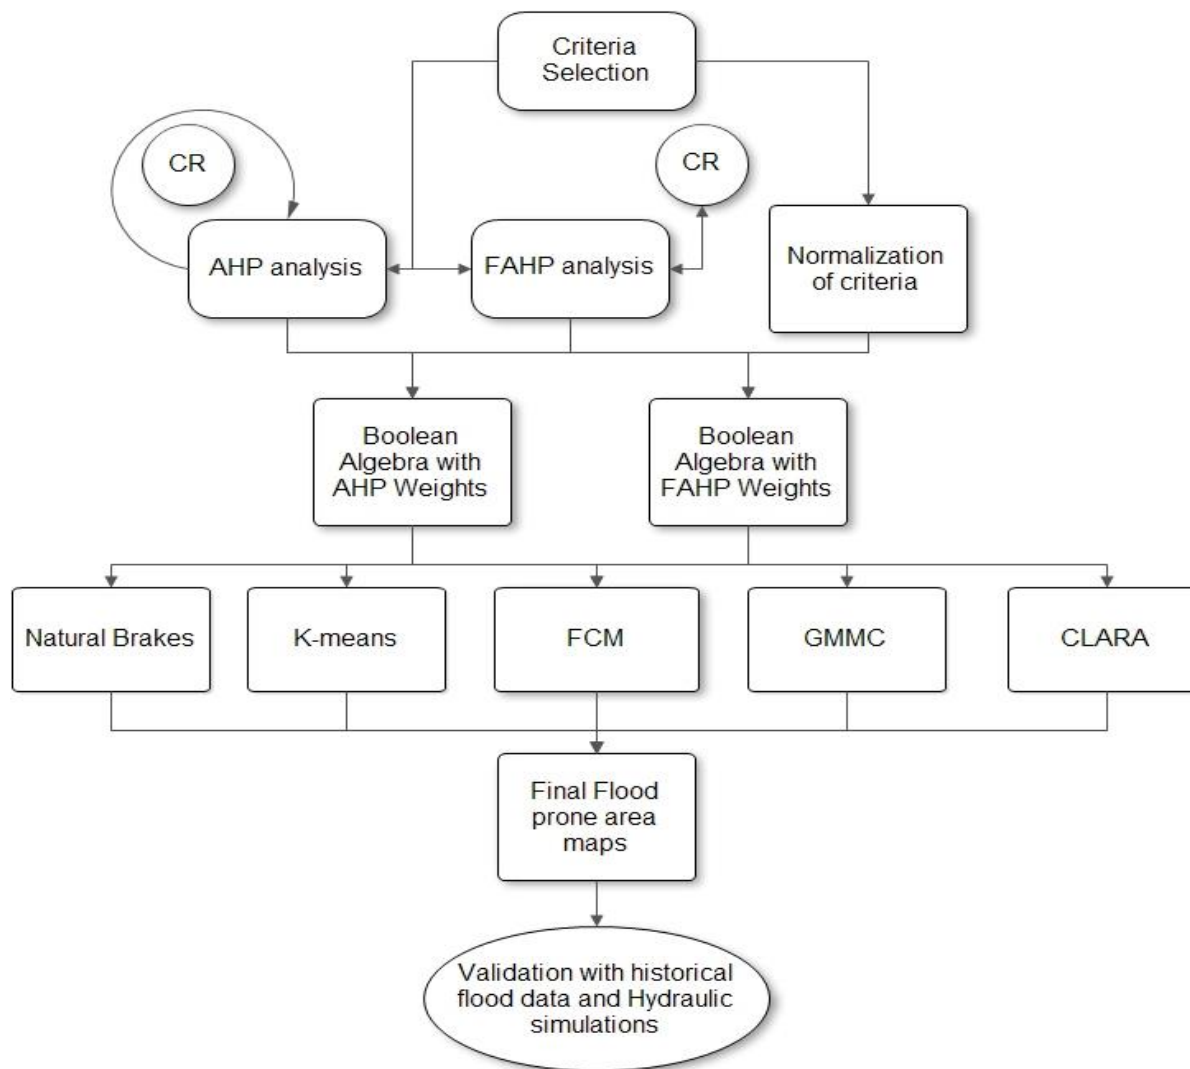 Criteria
Selection
CR
CR
AHP analysis
FAHP analysis
Normalization
of criteria
Boolean
Algebra with
AHP Weights
Boolean
Algebra with
FAHP Weights
Natural Brakes
K-means
FCM
GMMC
CLARA
Final Flood
prone area
maps
Validation with historical
flood data and Hydraulic
simulations